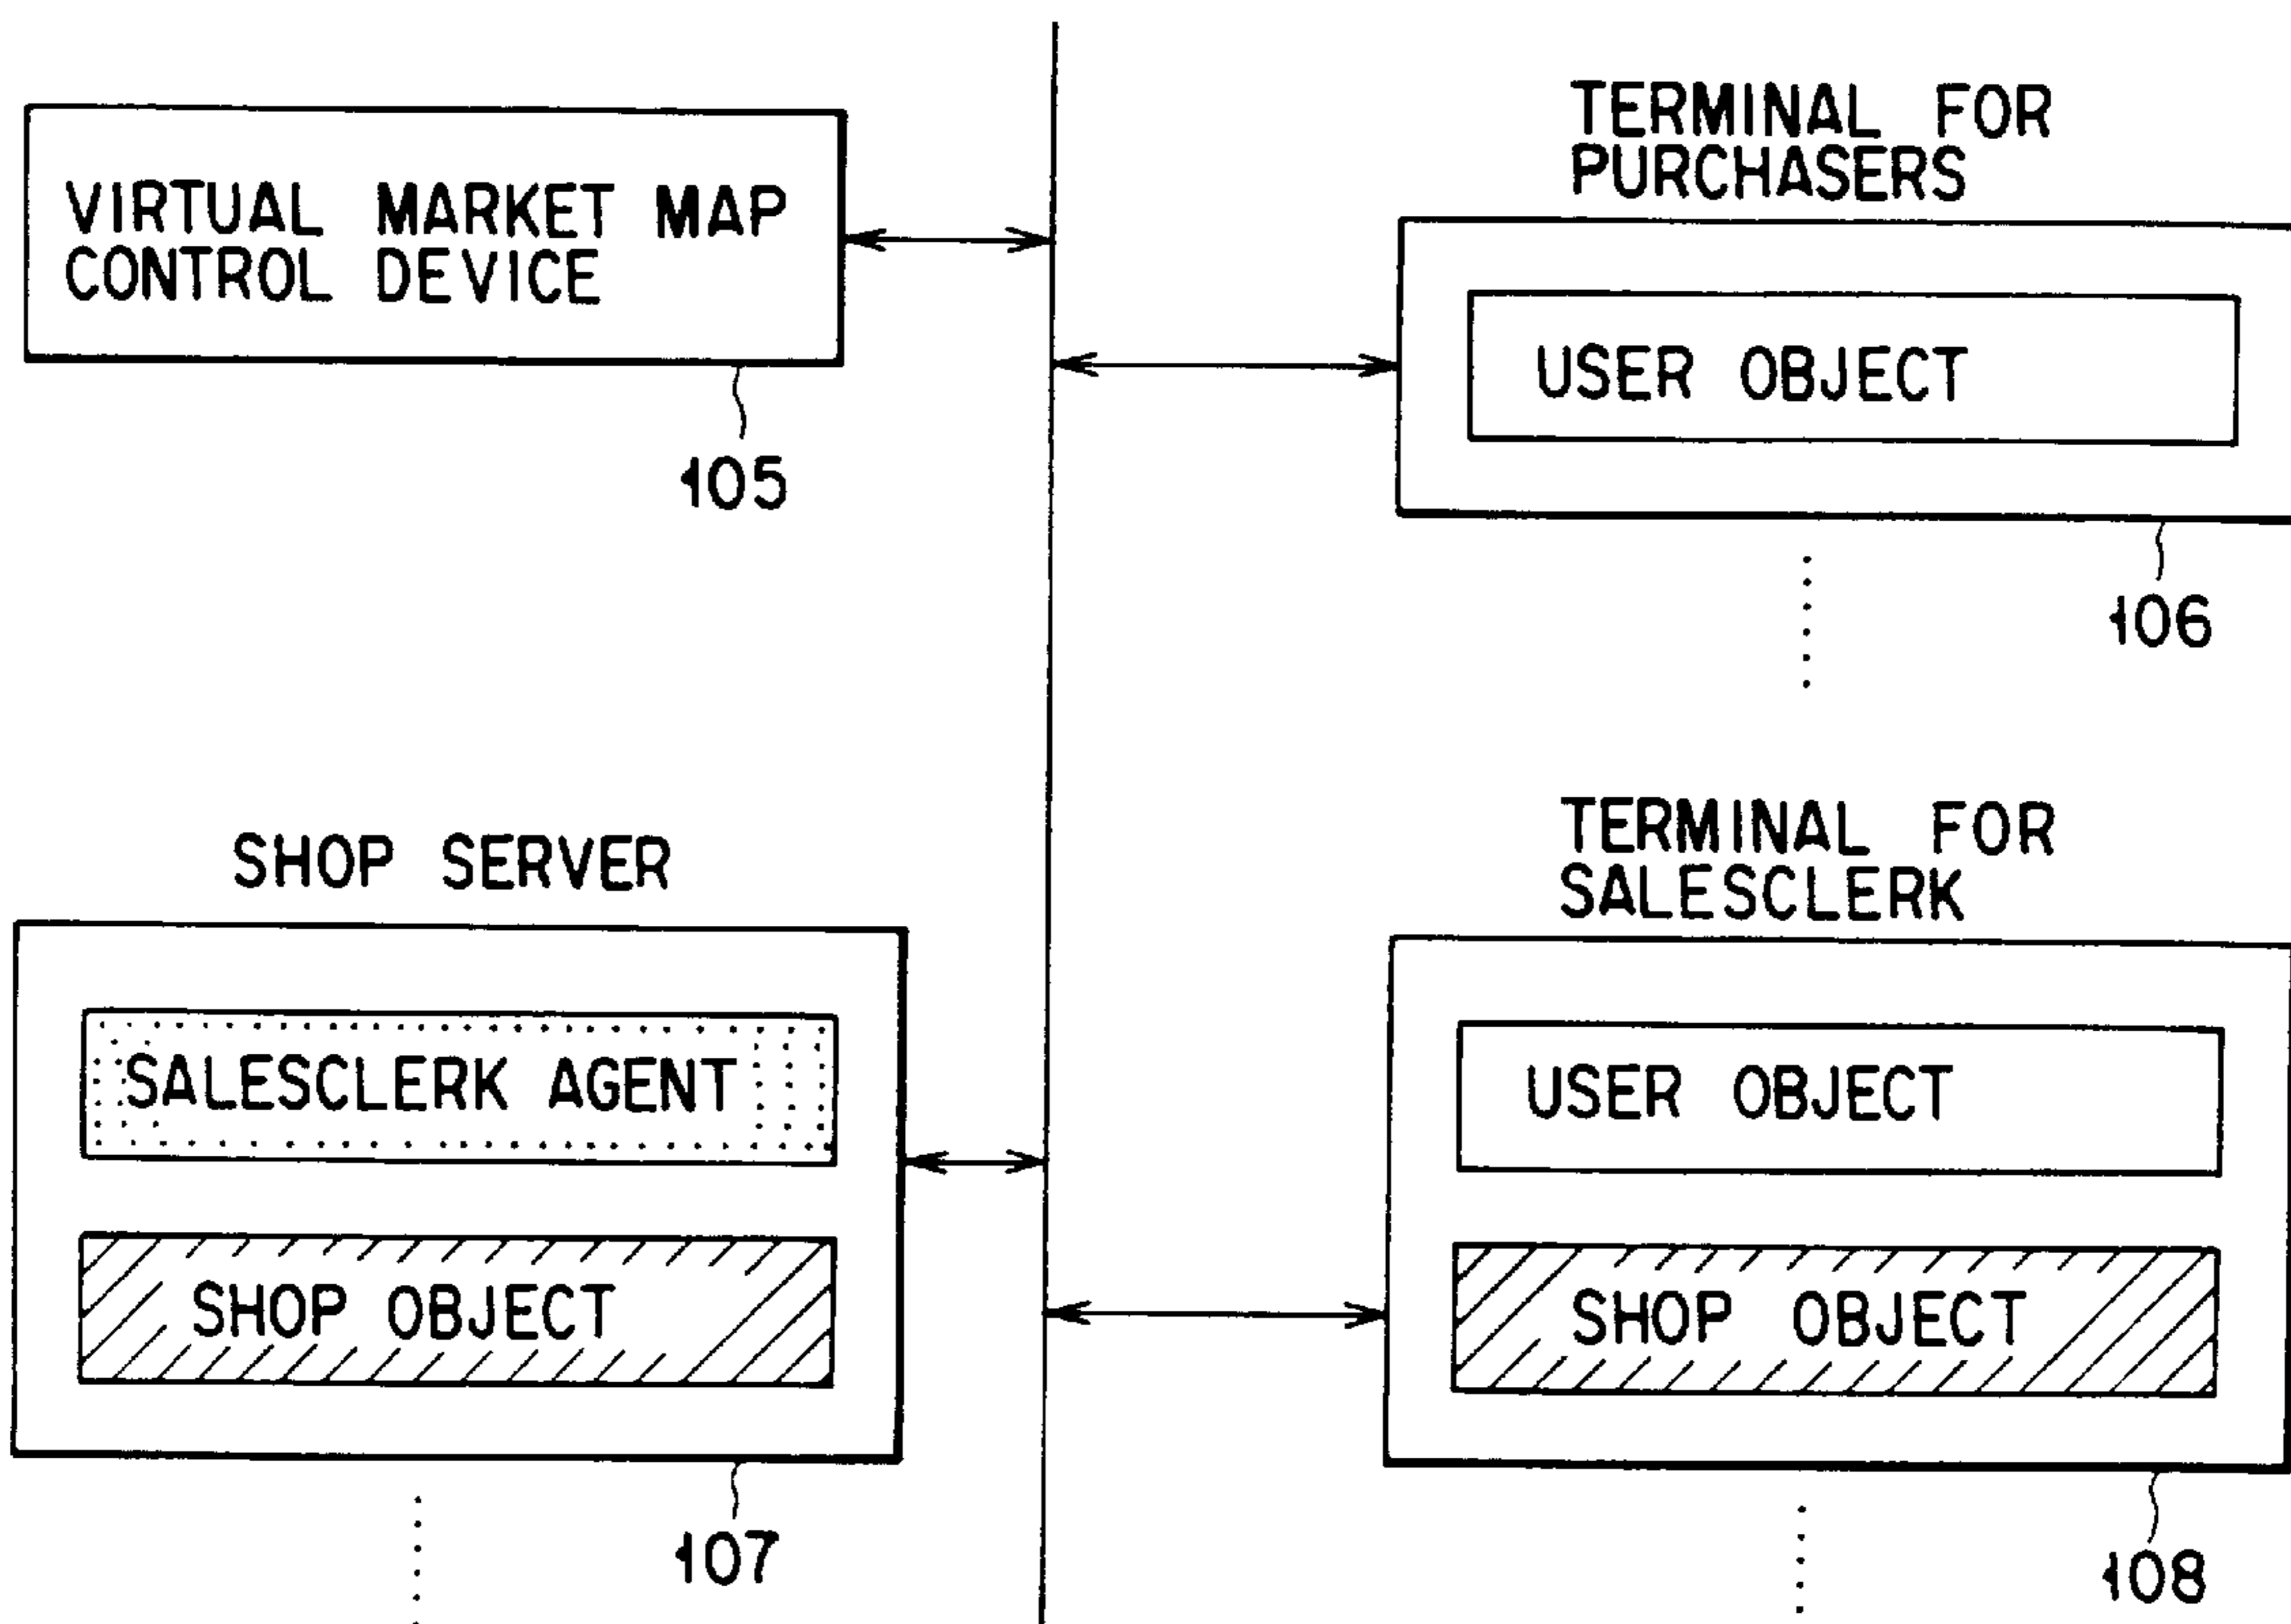 VIRTUAL MARKET MAP
CONTROL DEVICE
105
TERMINAL FOR
PURCHASERS
USER OBJECT
106
SHOP SERVER
SALESCLERK AGENT
SHOP OBJECT
107
TERMINAL FOR
SALESCLERK
USER OBJECT
SHOP OBJECT
108